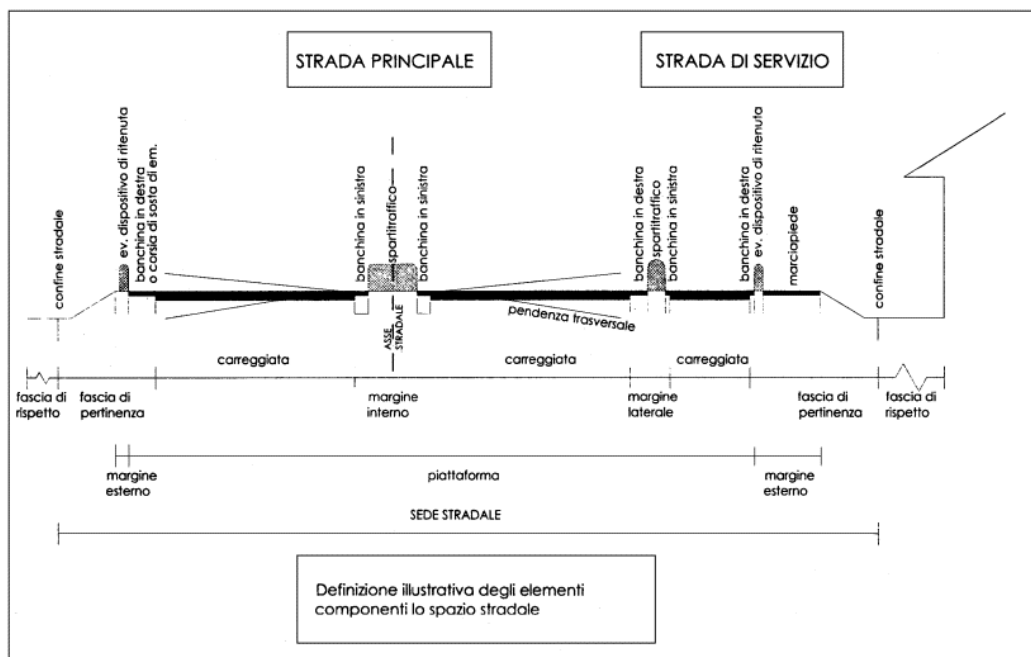 STRADA PRINCIPALE
STRADA DI SERVIZIO
confine stradale
ev. dispositivo di ritenuta
banchina in destra
o corsia di sosta di em.
banchina in sinistra
spartitraffico
banchina in sinistra
banchina in destra
spartitraffico
banchina in sinistra
banchina in destra
ev. dispositivo di ritenuta
marciapiede
confine stradale
ASSE
STRADALE
pendenza trasversale
carreggiata
carreggiata
carreggiata
fascia di
rispetto
fascia di
pertinenza
margine
interno
margine
laterale
fascia di
pertinenza
fascia di
rispetto
margine
esterno
piattaforma
margine
esterno
SEDE STRADALE
Definizione illustrativa degli elementi
componenti lo spazio stradale